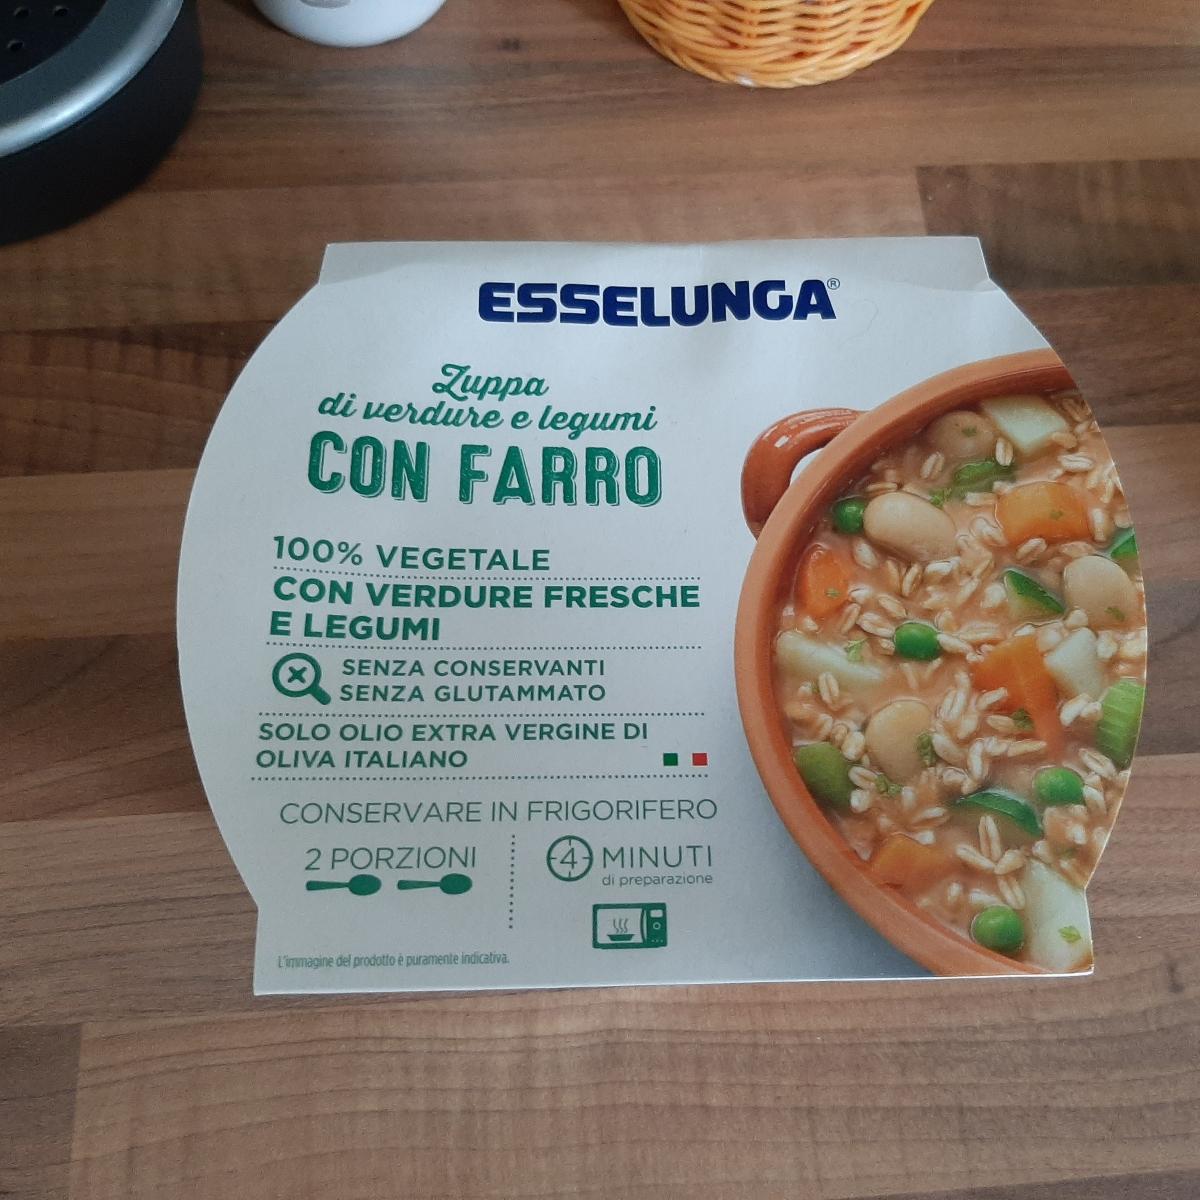 ESSELUNGA®
Zuppa
di verdure e legumi
CON FARRO
100% VEGETALE
CON VERDURE FRESCHE
E LEGUMI
SENZA CONSERVANTI
SENZA GLUTAMMATO
SOLO OLIO EXTRA VERGINE DI
OLIVA ITALIANO
CONSERVARE IN FRIGORIFERO
2 PORZIONI
4 MINUTI
di preparazione
L'immagine del prodotto è puramente indicativa.